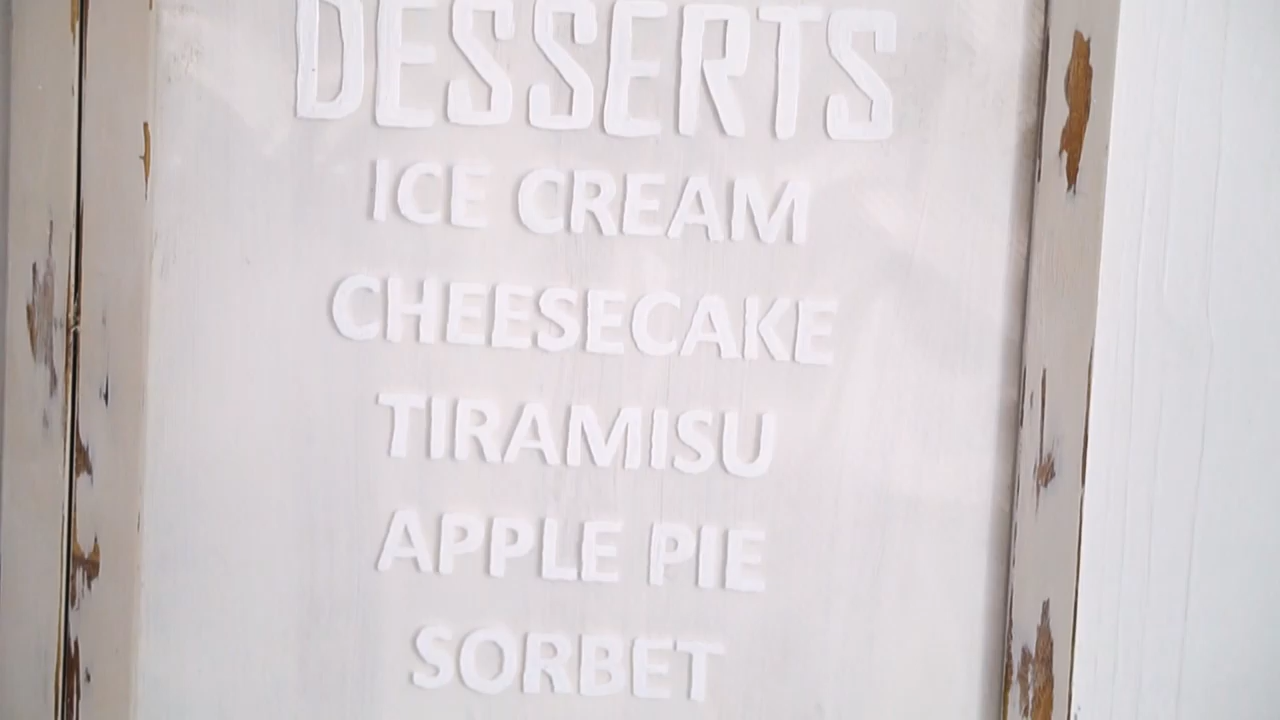 DESSERTS
ICE CREAM
CHEESECAKE
TIRAMISU
APPLE PIE
SORBET